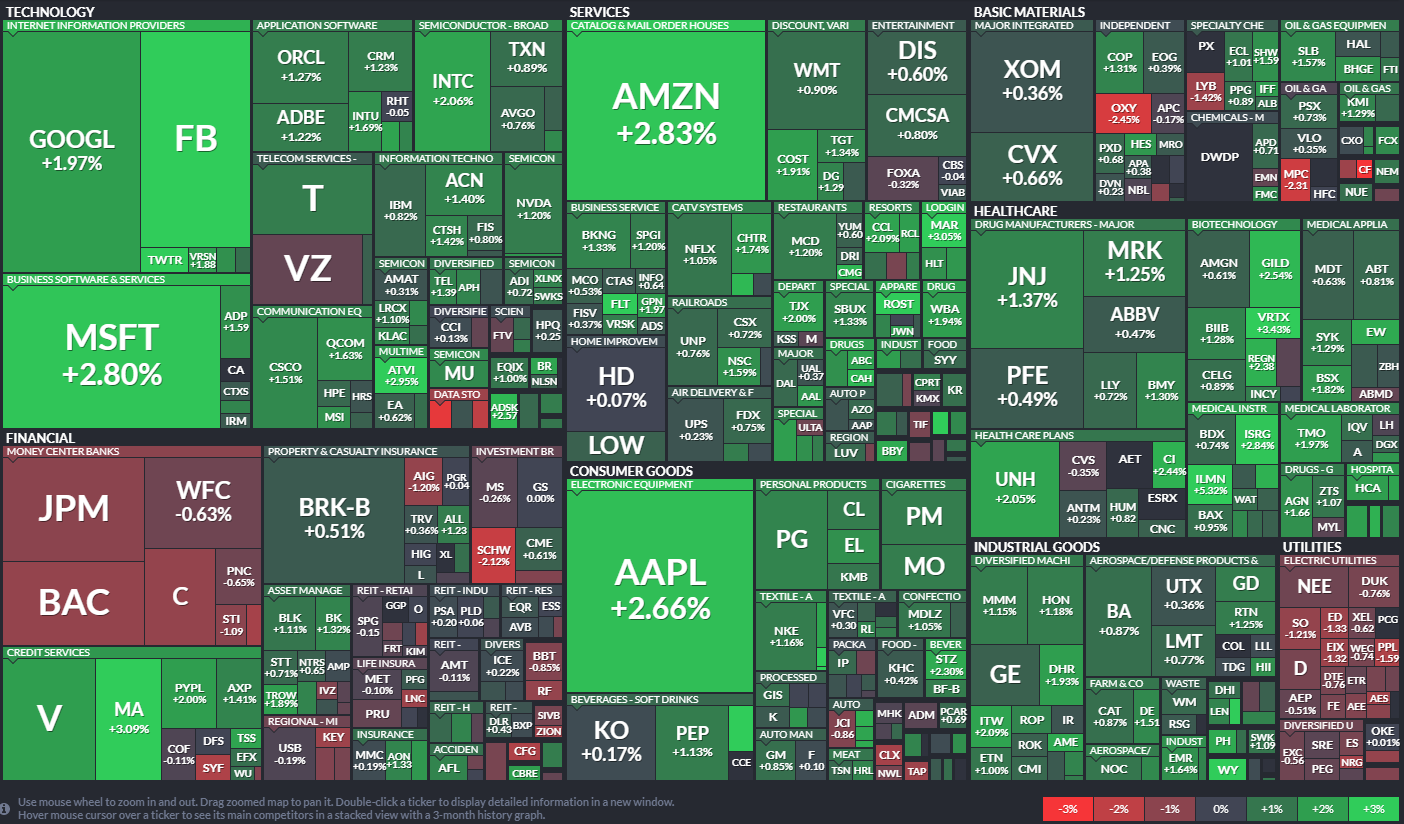 TECHNOLOGY
INTERNET INFORMATION PROVIDERS
GOOGL
+1.97%
FB
TWTR
VRSN
+1.88
BUSINESS SOFTWARE & SERVICES
MSFT
+2.80%
ADP
+1.59
CA
CTXS
IRM
APPLICATION SOFTWARE
ORCL
+1.27%
CRM
+1.23%
ADBE
+1.22%
INTU
+1.69%
RHT
-0.05
SEMICONDUCTOR - BROAD
INTC
+2.06%
TXN
+0.89%
AVGO
+0.76%
TELECOM SERVICES -
T
VZ
COMMUNICATION EQ
CSCO
+1.51%
QCOM
+1.63%
HPE
HRS
MSI
INFORMATION TECHNO
IBM
+0.82%
ACN
+1.40%
CTSH
+1.42%
FIS
+0.80%
SEMICON
NVDA
+1.20%
SEMICON
AMAT
+0.31%
LRCX
+1.10%
KLAC
DIVERSIFIED
TEL
+1.39
APH
SEMICON
ADI
+0.72
XLNX
SWKS
DIVERSIFIE
CCI
+0.13%
SCIEN
FTV
HPQ
+0.25
MULTIME
ATVI
+2.95%
EA
+0.62%
SEMICON
MU
EQIX
+1.00%
BR
NLSN
DATA STO
ADSK
+2.57
FINANCIAL
MONEY CENTER BANKS
JPM
WFC
-0.63%
BAC
C
PNC
-0.65%
STI
-1.09
CREDIT SERVICES
V
MA
+3.09%
PYPL
+2.00%
AXP
+1.41%
COF
-0.11%
DFS
SYF
TSS
EFX
WU
PROPERTY & CASUALTY INSURANCE
BRK-B
+0.51%
AIG
-1.20%
PGR
+0.04
TRV
+0.36%
ALL
+1.23
HIG
XL
L
INVESTMENT BR
MS
-0.26%
GS
0.00%
SCHW
-2.12%
CME
+0.61%
ASSET MANAGE
BLK
+1.11%
BK
+1.32%
STT
+0.71%
NTRS
+0.65
AMP
TROW
+1.89%
IVZ
REGIONAL - MI
USB
-0.19%
KEY
REIT - RETAI
SPG
-0.15
GGP
O
FRT
KIM
LIFE INSURA
MET
-0.10%
PFG
LNC
PRU
INSURANCE
MMC
+0.19%
AON
+1.33
REIT - INDU
PSA
+0.20
PLD
+0.06
REIT - RES
EQR
ESS
AVB
REIT -
AMT
-0.11%
DIVERS
ICE
+0.22%
BBT
-0.85%
RF
REIT - H
REIT -
DLR
+0.43
BXP
SIVB
ZION
ACCIDEN
AFL
CFG
CBRE
SERVICES
CATALOG & MAIL ORDER HOUSES
AMZN
+2.83%
DISCOUNT, VARI
WMT
+0.90%
COST
+1.91%
TGT
+1.34%
DG
+1.29
ENTERTAINMENT
DIS
+0.60%
CMCSA
+0.80%
FOXA
-0.32%
CBS
-0.04
VIAB
BUSINESS SERVICE
BKNG
+1.33%
SPGI
+1.20%
MCO
+0.53%
CTAS
INFO
+0.64
FISV
+0.37%
FLT
GPN
+1.97
VRSK
ADS
CATV SYSTEMS
NFLX
+1.05%
CHTR
+1.74%
RESTAURANTS
MCD
+1.20%
YUM
+0.60
DRI
CMG
RESORTS
CCL
+2.09%
RCL
LODGIN
MAR
+3.05%
HLT
HOME IMPROVEM
HD
+0.07%
LOW
RAILROADS
UNP
+0.76%
CSX
+0.72%
NSC
+1.59%
AIR DELIVERY & F
UPS
+0.23%
FDX
+0.75%
DEPART
TJX
+2.00%
KSS
M
SPECIAL
SBUX
+1.33%
APPARE
ROST
JWN
DRUG
WBA
+1.94%
MAJOR
DAL
UAL
+0.37
AAL
DRUGS
ABC
CAH
INDUST
FOOD
SYY
SPECIAL
ULTA
AUTO P
AZO
AAP
CPRT
KMX
KR
REGION
LUV
TIF
BBY
CONSUMER GOODS
ELECTRONIC EQUIPMENT
AAPL
+2.66%
PERSONAL PRODUCTS
PG
CL
EL
KMB
CIGARETTES
PM
MO
BEVERAGES - SOFT DRINKS
KO
+0.17%
PEP
+1.13%
CCE
TEXTILE - A
NKE
+1.16%
TEXTILE - A
VFC
+0.30
RL
CONFECTIO
MDLZ
+1.05%
PACKA
IP
FOOD -
KHC
+0.42%
BEVER
STZ
+2.30%
BF-B
PROCESSED
GIS
K
AUTO
JCI
-0.86
MHK
ADM
PCAR
+0.69
AUTO MAN
GM
+0.85%
F
+0.10
MEAT
TSN
HRL
CLX
NWL
TAP
BASIC MATERIALS
MAJOR INTEGRATED
XOM
+0.36%
CVX
+0.66%
INDEPENDENT
COP
+1.31%
EOG
+0.39%
OXY
-2.45%
APC
-0.17%
PXD
+0.68
HES
MRO
DVN
+0.23
APA
+0.38
NBL
SPECIALTY CHE
PX
ECL
+1.01
SHW
+1.59
LYB
-1.42%
PPG
+0.89
IFF
ALB
CHEMICALS - M
DWDP
APD
+0.71
EMN
FMC
OIL & GAS EQUIPMEN
SLB
+1.57%
HAL
BHGE
FTI
OIL & GA
PSX
+0.73%
VLO
+0.35%
MPC
-2.31
HFC
OIL & GAS
KMI
+1.29%
CXO
FCX
CF
NEM
NUE
HEALTHCARE
DRUG MANUFACTURERS - MAJOR
JNJ
+1.37%
MRK
+1.25%
ABBV
+0.47%
PFE
+0.49%
LLY
+0.72%
BMY
+1.30%
BIOTECHNOLOGY
AMGN
+0.61%
GILD
+2.54%
BIIB
+1.28%
VRTX
+3.43%
CELG
+0.89%
REGN
+2.38
INCY
MEDICAL APPLIA
MDT
+0.63%
ABT
+0.81%
SYK
+1.29%
EW
ZBH
BSX
+1.82%
ABMD
HEALTH CARE PLANS
UNH
+2.05%
CVS
-0.35%
AET
CI
+2.44%
ANTM
+0.23%
HUM
+0.82
ESRX
CNC
MEDICAL INSTR
BDX
+0.74%
ISRG
+2.84%
ILMN
+5.32%
WAT
BAX
+0.95%
MEDICAL LABORATOR
TMO
+1.97%
IQV
LH
A
DGX
DRUGS - G
AGN
+1.66
ZTS
+1.07
MYL
HOSPITA
HCA
INDUSTRIAL GOODS
DIVERSIFIED MACHI
MMM
+1.15%
HON
+1.18%
GE
DHR
+1.93%
ITW
+2.09%
ROP
IR
ROK
AME
ETN
+1.00%
CMI
AEROSPACE/DEFENSE PRODUCTS &
BA
+0.87%
UTX
+0.36%
GD
LMT
+0.77%
RTN
+1.25%
COL
LLL
TDG
HII
FARM & CO
CAT
+0.87%
DE
+1.51
WASTE
WM
RSG
DHI
LEN
AEROSPACE/
NOC
INDUST
EMR
+1.64%
PH
SWK
+1.09
WY
UTILITIES
ELECTRIC UTILITIES
NEE
DUK
-0.76%
SO
-1.21%
ED
-1.33
XEL
-0.62
PCG
D
EIX
-1.32
WEC
-0.74
PPL
-1.59
DTE
-0.76
ETR
AEP
-0.51%
FE
AEE
AES
DIVERSIFIED U
EXC
-0.56
SRE
ES
OKE
+0.01%
PEG
NRG
Use mouse wheel to zoom in and out. Drag zoomed map to pan it. Double-click a ticker to display detailed information in a new window.
Hover mouse cursor over a ticker to see its main competitors in a stacked view with a 3-month history graph.
-3%
-2%
-1%
0%
+1%
+2%
+3%